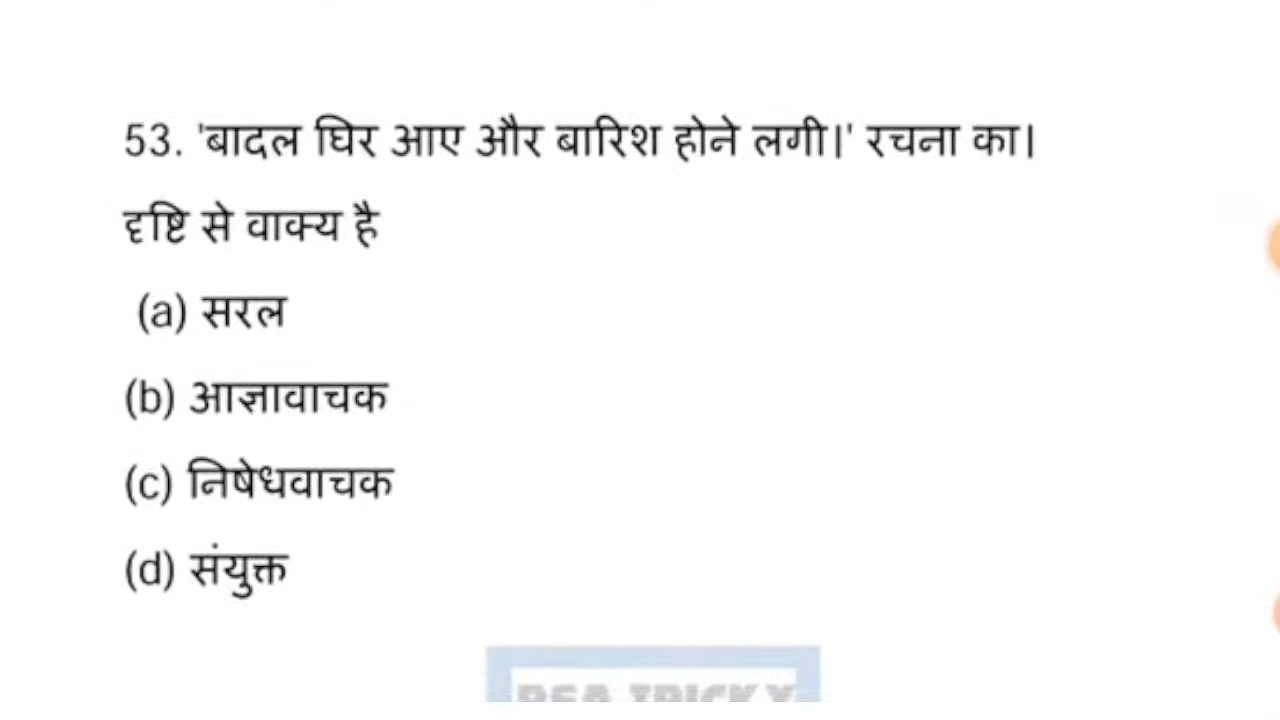 53. 'बादल घिर आए और बारिश होने लगी।' रचना का।
दृष्टि से वाक्य है
(a) सरल
(b) आज्ञावाचक
(c) निषेधवाचक
(d) संयुक्त